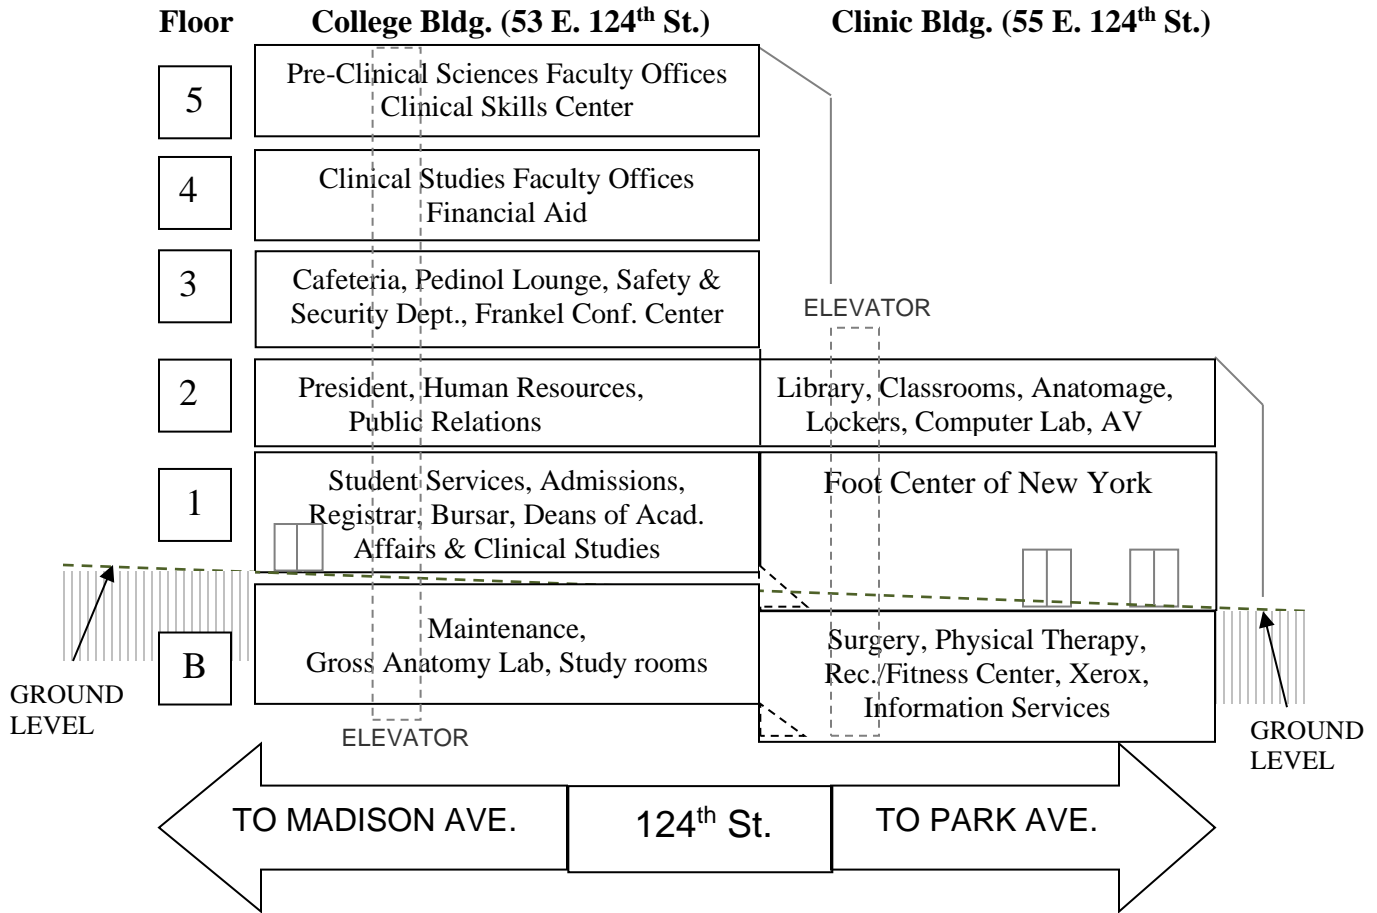 Floor
College Bldg. (53 E. 124th St.)
Clinic Bldg. (55 E. 124th St.)
5
Pre-Clinical Sciences Faculty Offices
Clinical Skills Center
4
Clinical Studies Faculty Offices
Financial Aid
3
Cafeteria, Pedinol Lounge, Safety &
Security Dept., Frankel Conf. Center
ELEVATOR
2
President, Human Resources,
Public Relations
Library, Classrooms, Anatomage,
Lockers, Computer Lab, AV
1
Student Services, Admissions,
Registrar, Bursar, Deans of Acad.
Affairs & Clinical Studies
Foot Center of New York
B
Maintenance,
Gross Anatomy Lab, Study rooms
Surgery, Physical Therapy,
Rec./Fitness Center, Xerox,
Information Services
GROUND
LEVEL
ELEVATOR
GROUND
LEVEL
TO MADISON AVE.
124th St.
TO PARK AVE.